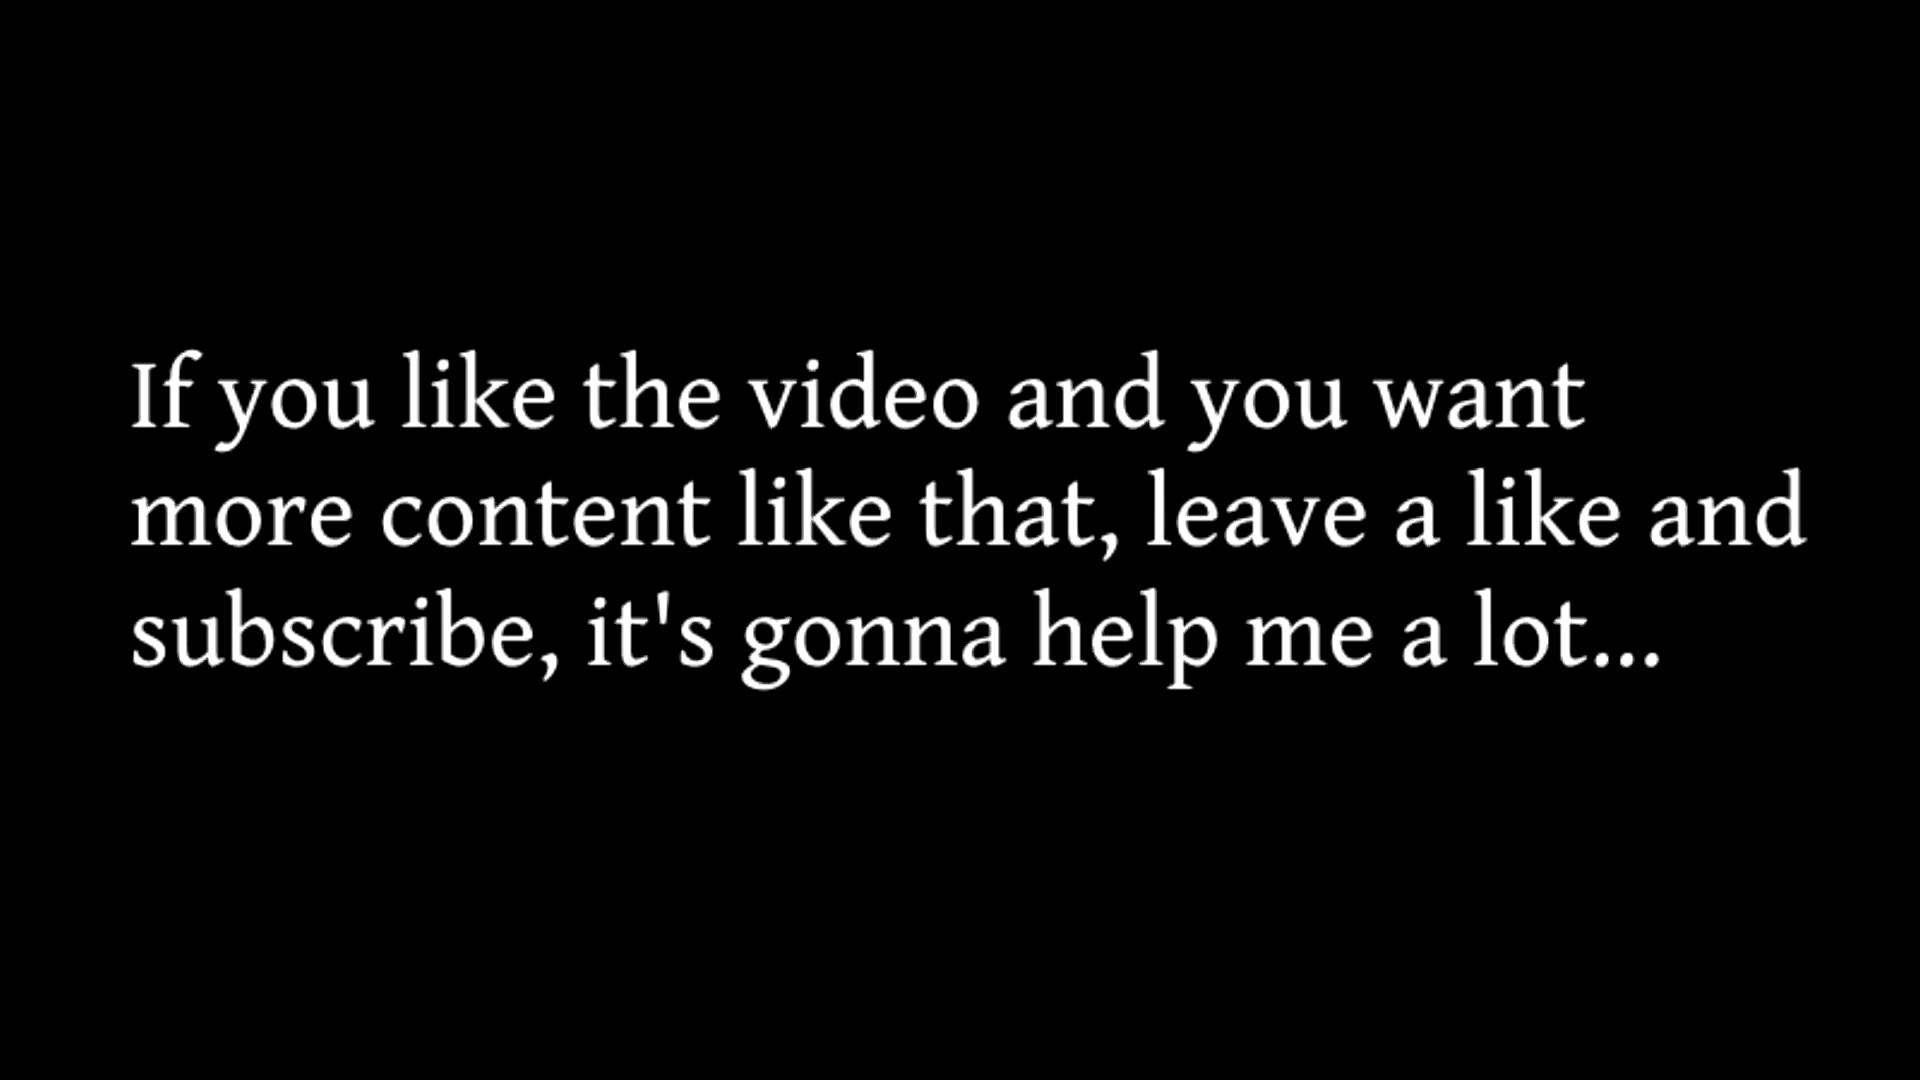 If you like the video and you want
more content like that, leave a like and
subscribe, it's gonna help me a lot...